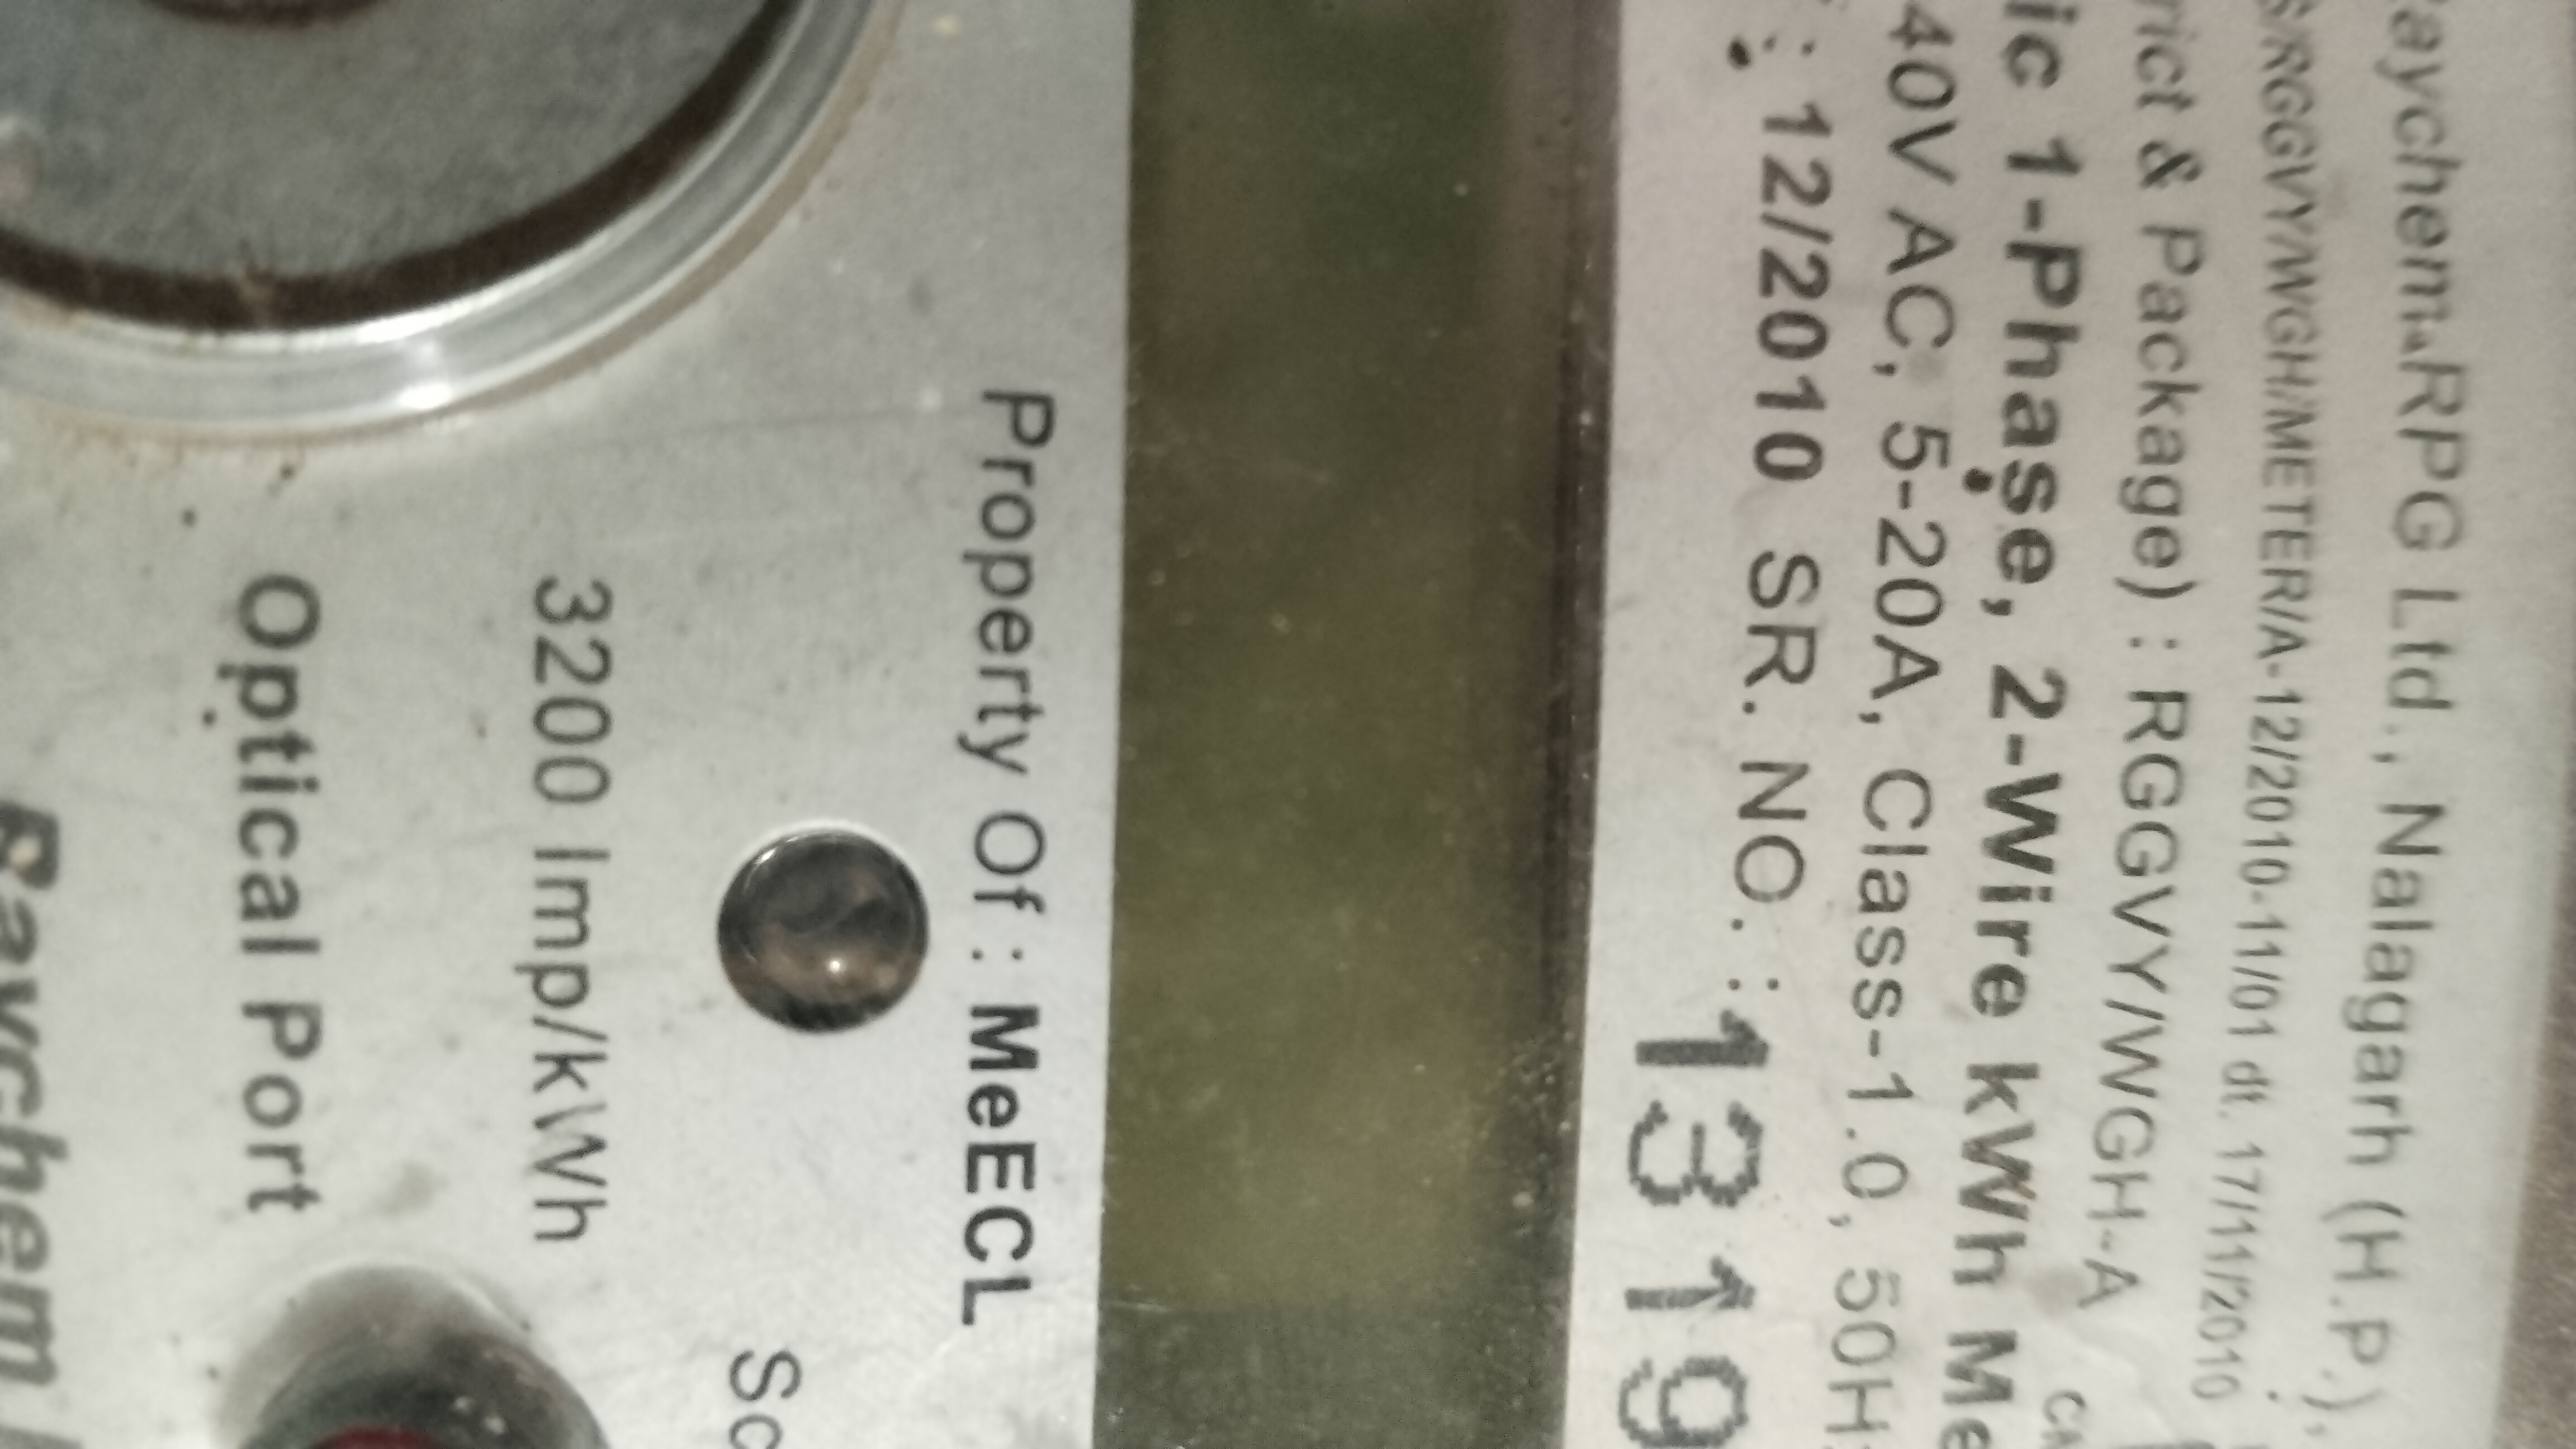 aychem RPG Ltd., Nalagarh (H.P.),
S/RGGVY/WGH/METER/A-12/2010-11/01 dt. 17/11/2010
rict & Package) : RGGVY/WGH-A
ic 1-Phase, 2-Wire kWh Me
40V AC, 5-20A, Class-1.0, 50H
: 12/2010 SR. NO. : 1319
Property Of : MeECL
3200 Imp/kWh
Optical Port
Raychem